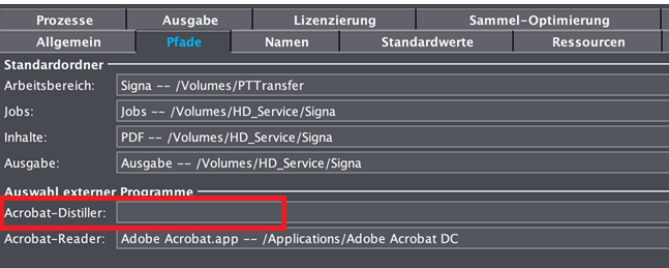 Prozesse Ausgabe Lizenzierung Sammel-Optimierung
Allgemein Pfade Namen Standardwerte Ressourcen
Standardordner
Arbeitsbereich: Signa -- /Volumes/PTTransfer
Jobs: Jobs -- /Volumes/HD_Service/Signa
Inhalte: PDF -- /Volumes/HD_Service/Signa
Ausgabe: Ausgabe -- /Volumes/HD_Service/Signa
Auswahl externer Programme
Acrobat-Distiller:
Acrobat-Reader: Adobe Acrobat.app -- /Applications/Adobe Acrobat DC